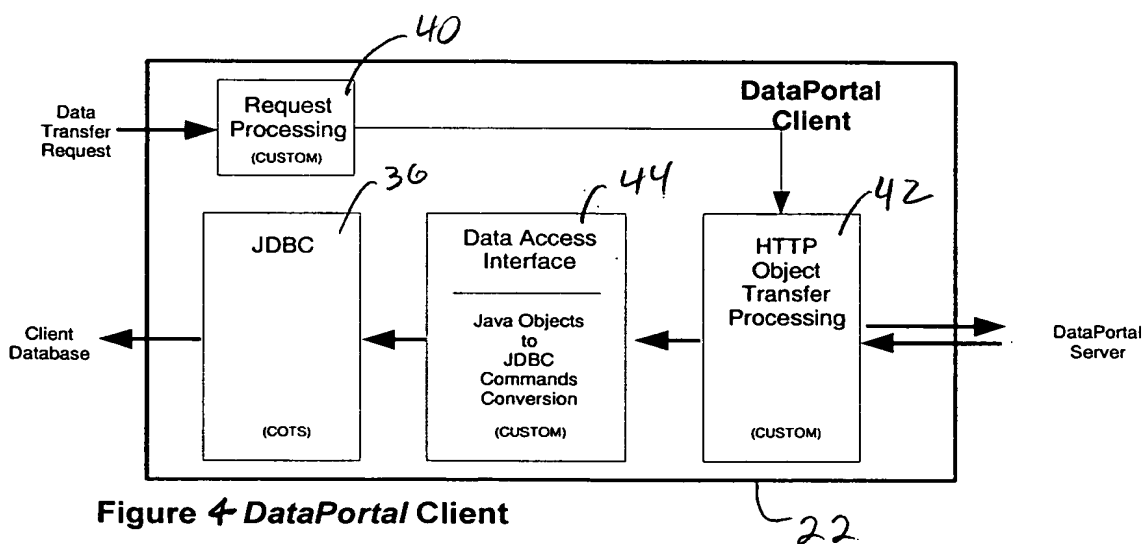 40
Data
Transfer
Request
Request
Processing
(CUSTOM)
DataPortal
Client
36
JDBC
(COTS)
44
Data Access
Interface
Java Objects
to
JDBC
Commands
Conversion
(CUSTOM)
42
HTTP
Object
Transfer
Processing
(CUSTOM)
Client
Database
DataPortal
Server
Figure 4 DataPortal Client
22